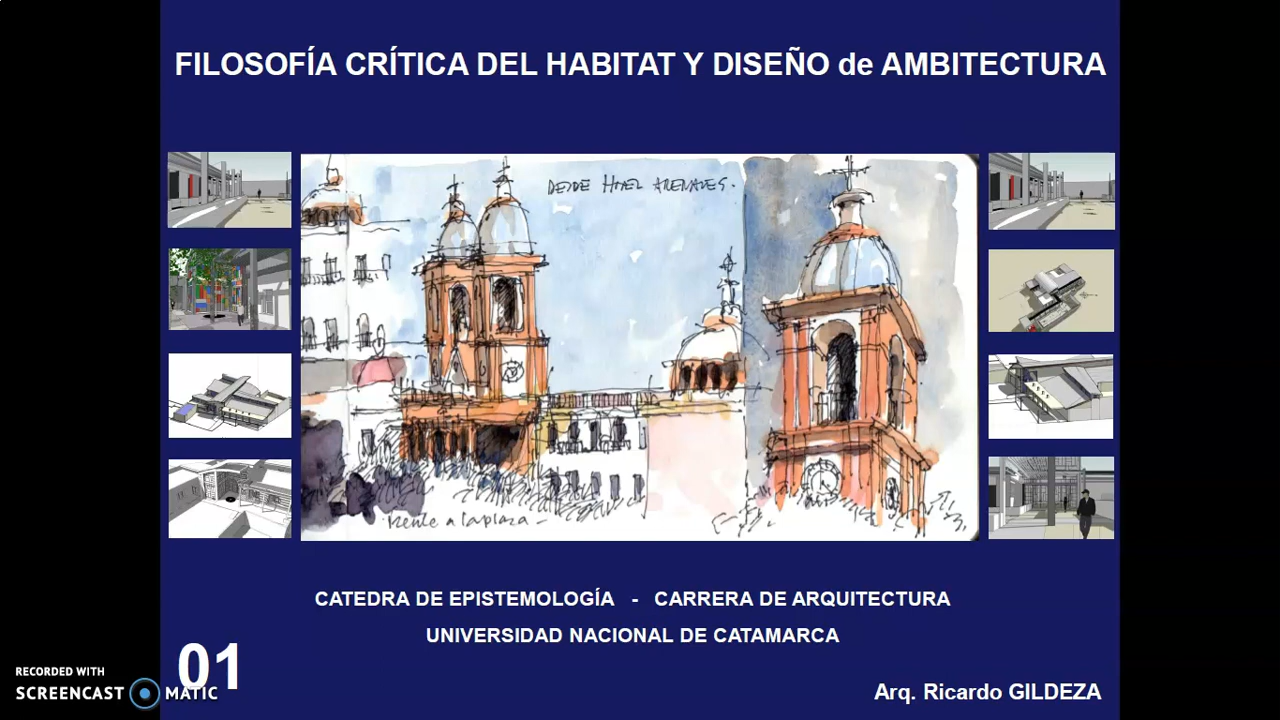 FILOSOFÍA CRÍTICA DEL HABITAT Y DISEÑO de AMBITECTURA
DESDE HOTEL ARENALES.
frente a la plaza -
CATEDRA DE EPISTEMOLOGÍA - CARRERA DE ARQUITECTURA
UNIVERSIDAD NACIONAL DE CATAMARCA
01
RECORDED WITH
SCREENCAST MATIC
Arq. Ricardo GILDEZA